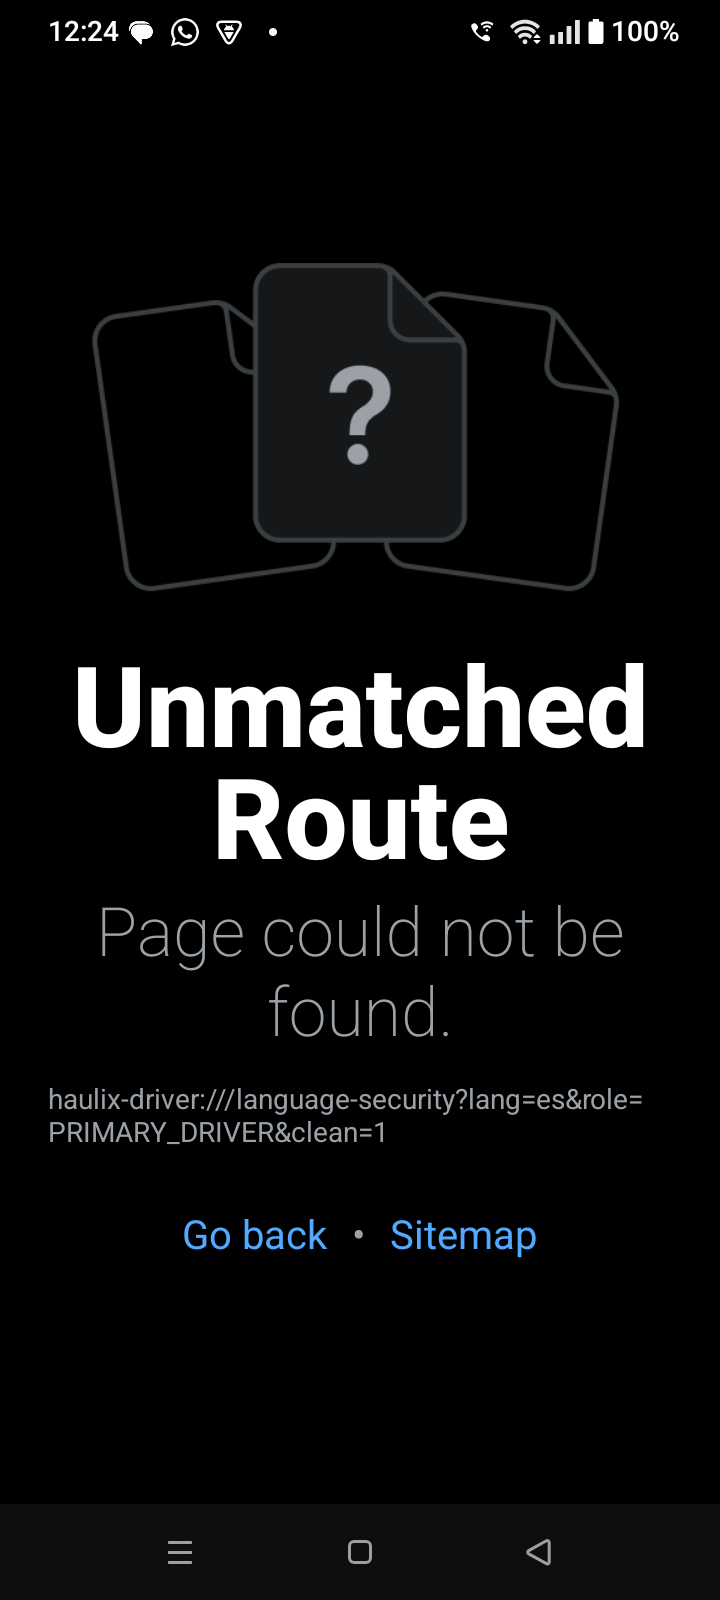 12:24 100%
?
Unmatched
Route
Page could not be
found.
haulix-driver:///language-security?lang=es&role=
PRIMARY_DRIVER&clean=1
Go back • Sitemap